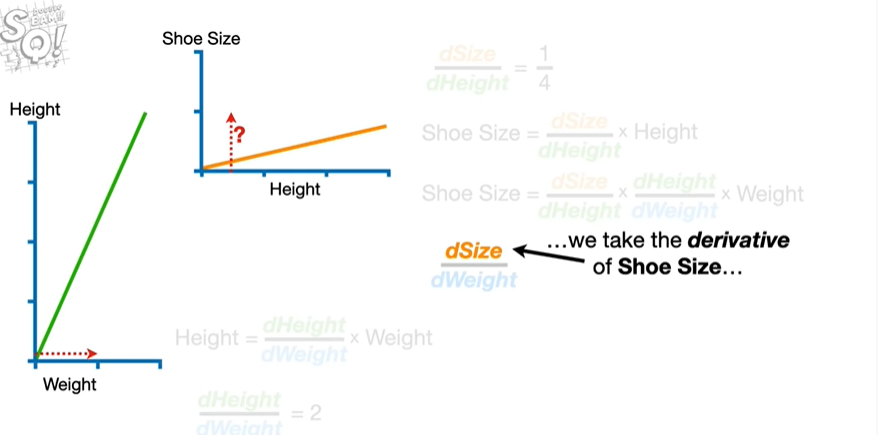 Shoe Size
dSize
dHeight
=
1
4
Height
?
Shoe Size =
dSize
dHeight
x Height
Height
Shoe Size =
dSize
dHeight
x
dHeight
dWeight
x Weight
dSize
dWeight
...we take the derivative
of Shoe Size...
Height =
dHeight
dWeight
x Weight
Weight
dHeight
dWeight
= 2